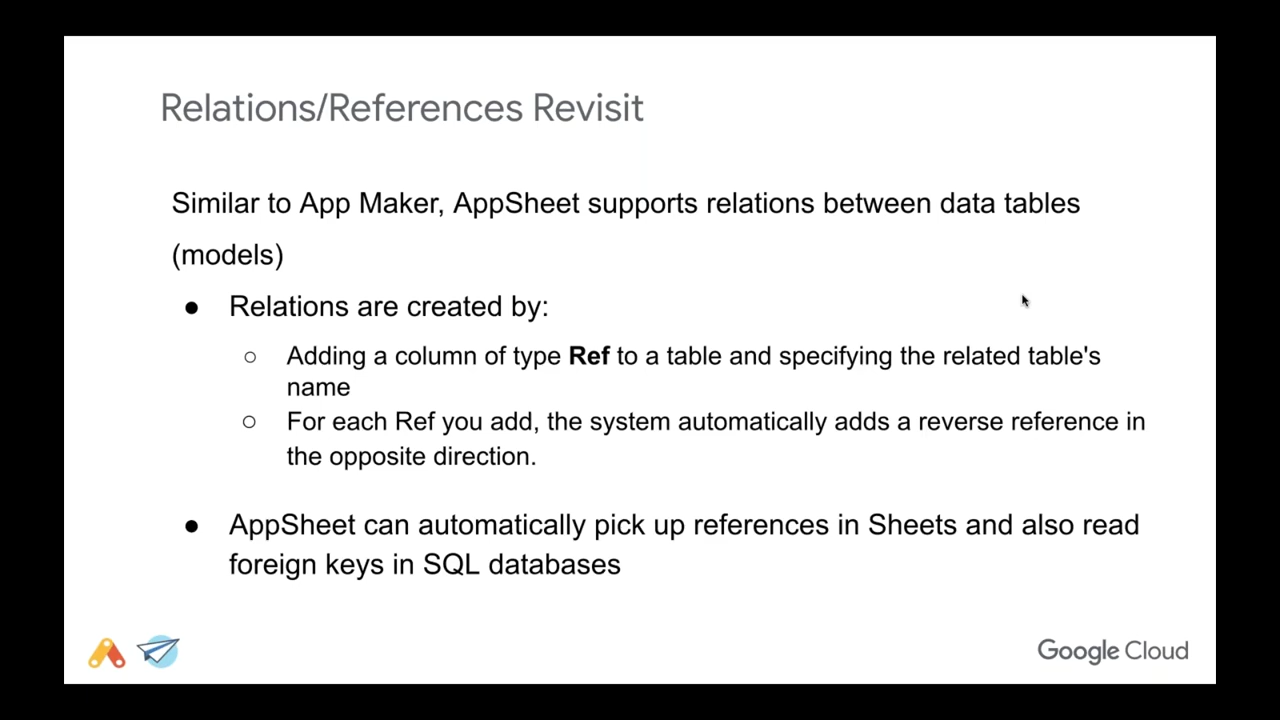 Relations/References Revisit
Similar to App Maker, AppSheet supports relations between data tables
(models)
● Relations are created by:
○ Adding a column of type Ref to a table and specifying the related table's
name
○ For each Ref you add, the system automatically adds a reverse reference in
the opposite direction.
● AppSheet can automatically pick up references in Sheets and also read
foreign keys in SQL databases
Google Cloud